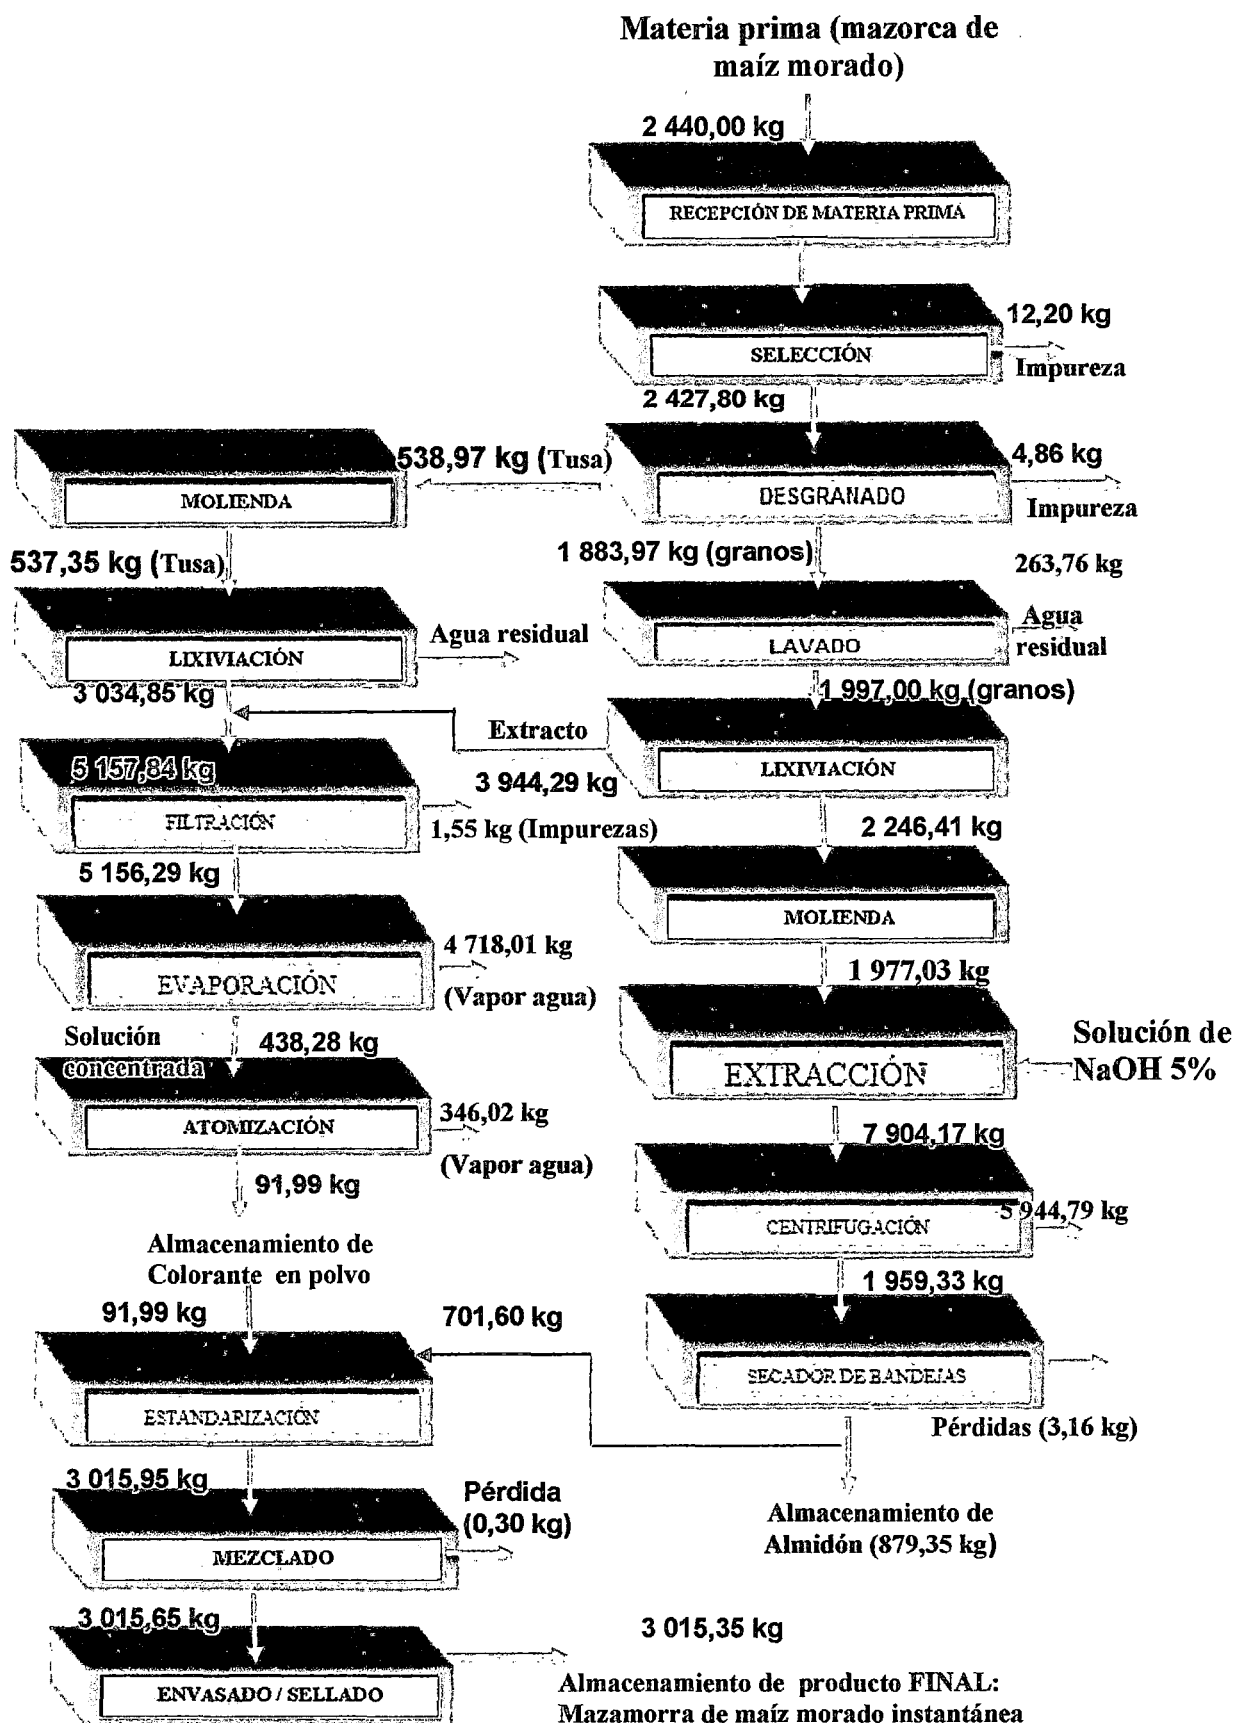 Materia prima (mazorca de
maíz morado)
2 440,00 kg
RECEPCIÓN DE MATERIA PRIMA
12,20 kg
SELECCIÓN
Impureza
2 427,80 kg
538,97 kg (Tusa)
4,86 kg
MOLIENDA
DESGRANADO
Impureza
537,35 kg (Tusa)
1 883,97 kg (granos)
263,76 kg
LIXIVIACIÓN
Agua residual
LAVADO
Agua
residual
3 034,85 kg
1 997,00 kg (granos)
Extracto
LIXIVIACIÓN
5 157,84 kg
3 944,29 kg
FILTRACIÓN
1,55 kg (Impurezas)
2 246,41 kg
5 156,29 kg
MOLIENDA
4 718,01 kg
EVAPORACIÓN
(Vapor agua)
1 977,03 kg
Solución
concentrada
438,28 kg
EXTRACCIÓN
Solución de
NaOH 5%
346,02 kg
ATOMIZACIÓN
(Vapor agua)
7 904,17 kg
91,99 kg
CENTRIFUGACIÓN
5 944,79 kg
Almacenamiento de
Colorante en polvo
1 959,33 kg
91,99 kg
701,60 kg
SECADOR DE BANDEJAS
ESTANDARIZACIÓN
Pérdidas (3,16 kg)
3 015,95 kg
Pérdida
(0,30 kg)
MEZCLADO
Almacenamiento de
Almidón (879,35 kg)
3 015,65 kg
3 015,35 kg
ENVASADO / SELLADO
Almacenamiento de producto FINAL:
Mazamorra de maíz morado instantánea